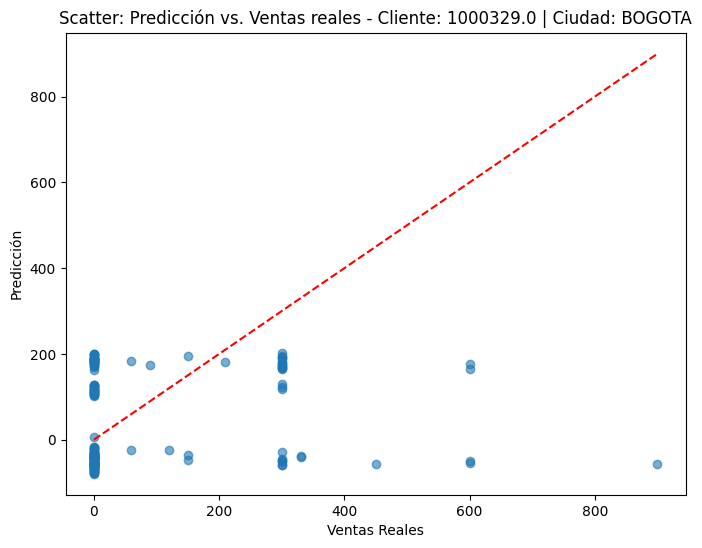 Scatter: Predicción vs. Ventas reales - Cliente: 1000329.0 | Ciudad: BOGOTA
Predicción
800
600
400
200
0
0 200 400 600 800
Ventas Reales